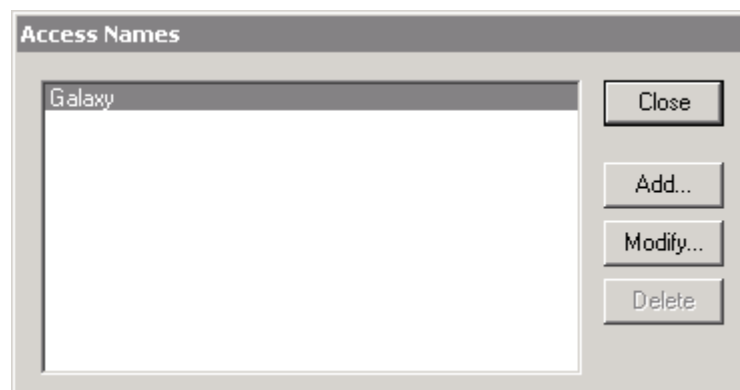 Access Names
Galaxy
Close
Add...
Modify...
Delete